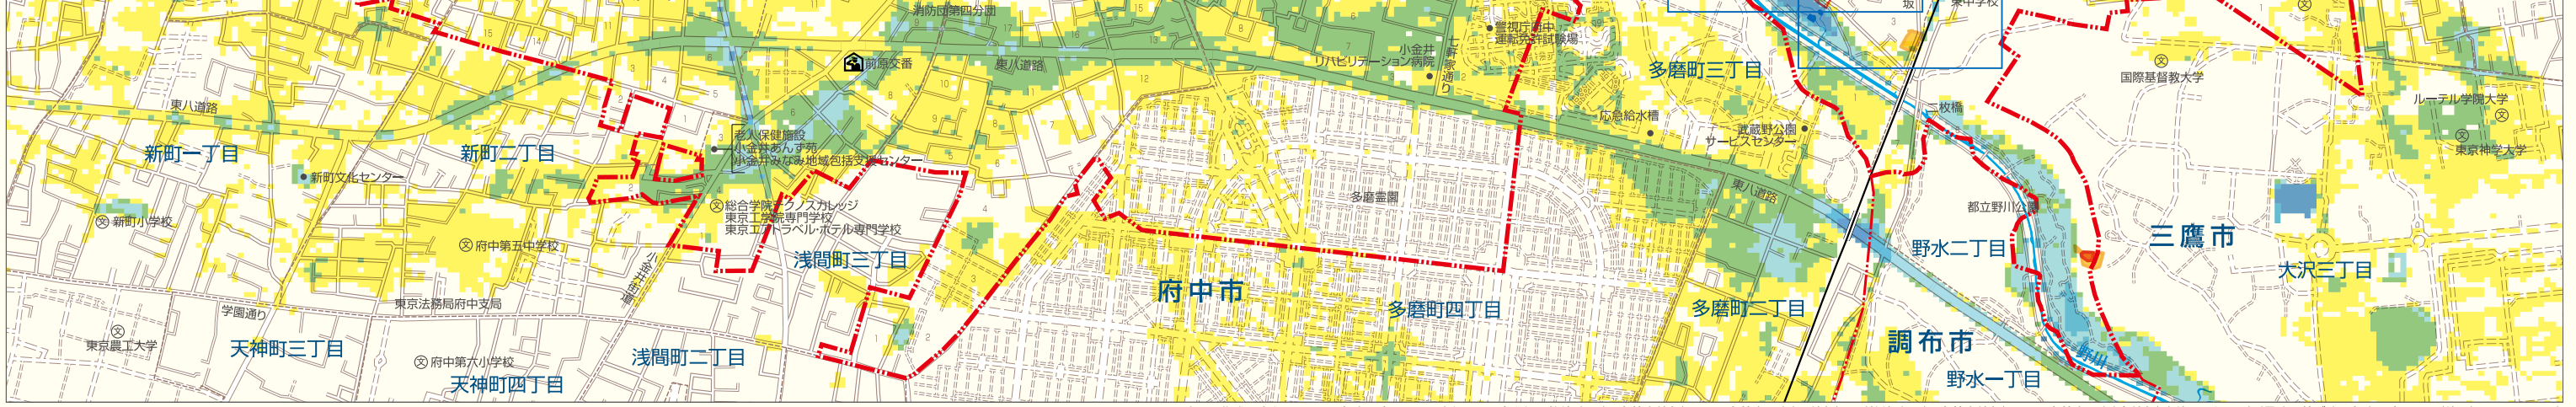 消防団第四分団
坂
東中学校
警視庁府中
運転免許試験場
小金井
リハビリテーション病院
七軒家通り
前原交番
東八道路
多磨町三丁目
国際基督教大学
ルーテル学院大学
東京神学大学
東八道路
二枚橋
応急給水槽
武蔵野公園
サービスセンター
老人保健施設
小金井あんず苑
小金井みなみ地域包括支援センター
新町一丁目
新町二丁目
新町文化センター
多磨霊園
東八道路
総合学院テクノスカレッジ
東京工学院専門学校
東京エアトラベル・ホテル専門学校
新町小学校
府中第五中学校
都立野川公
三鷹市
野水二丁目
浅間町三丁目
小金井街道
大沢三丁目
府中市
多磨町四丁目
多磨町二丁目
東京法務局府中支局
学園通り
東京農工大学
天神町三丁目
府中第六小学校
浅間町二丁目
調布市
野川
天神町四丁目
野水一丁目